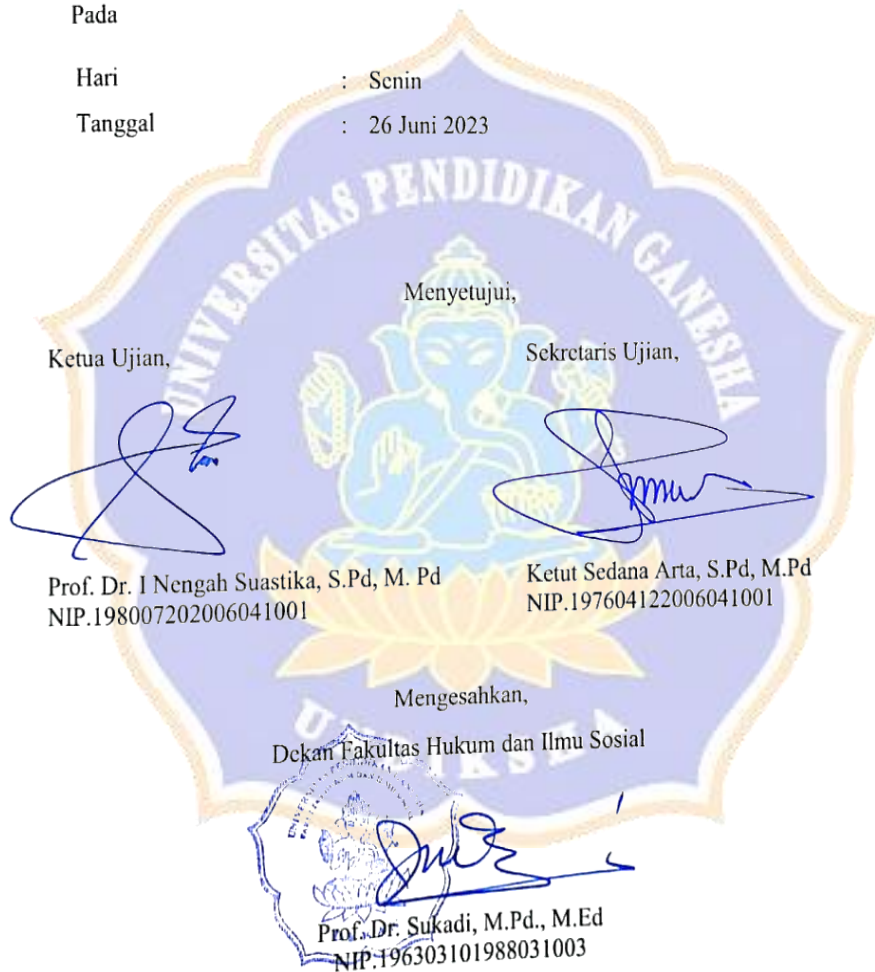 Pada
Hari : Senin
Tanggal : 26 Juni 2023
UNIVERSITAS PENDIDIKAN GANESHA
Menyetujui,
Ketua Ujian,
Sekretaris Ujian,
Prof. Dr. I Nengah Suastika, S.Pd, M. Pd
NIP.198007202006041001
Ketut Sedana Arta, S.Pd, M.Pd
NIP.197604122006041001
UNDIKSHA
Mengesahkan,
Dekan Fakultas Hukum dan Ilmu Sosial
Prof. Dr. Sukadi, M.Pd., M.Ed
NIP.196303101988031003